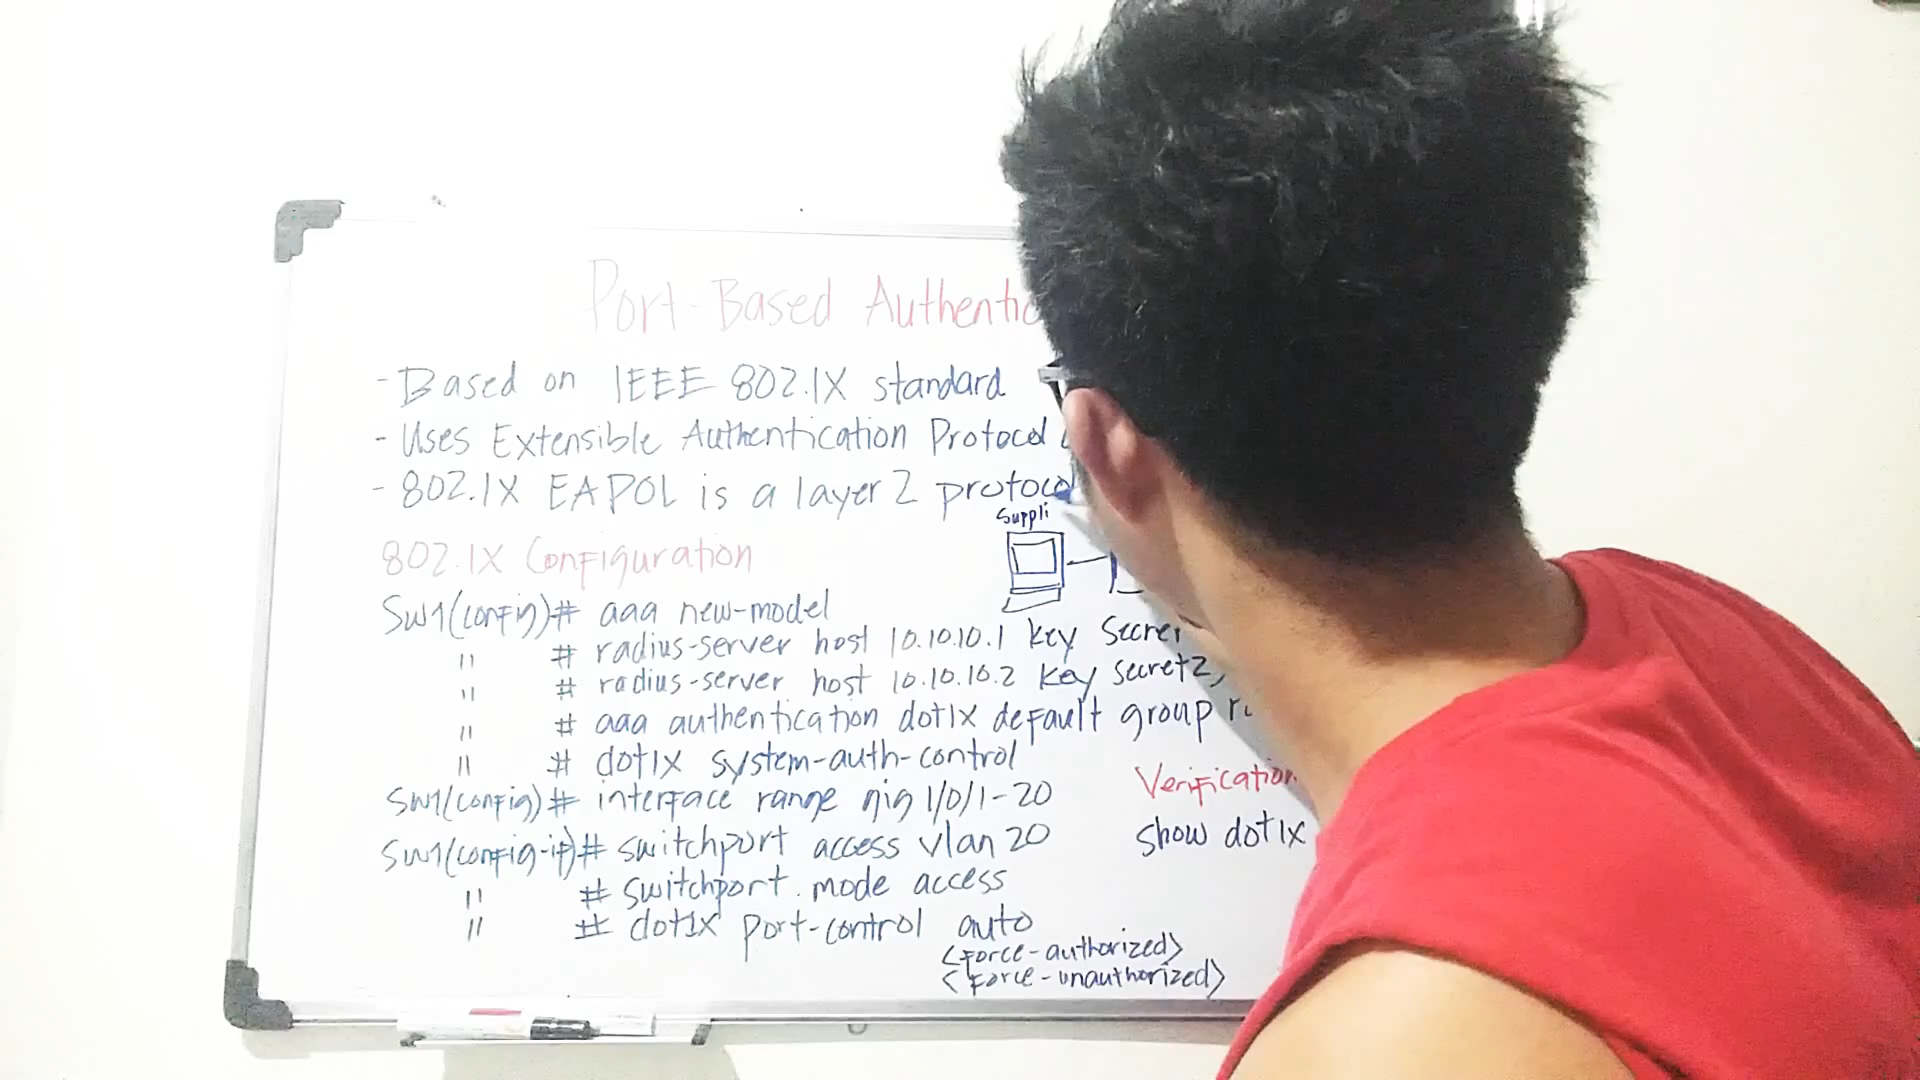 Port-Based Authentic
- Based on IEEE 802.1X standard
- Uses Extensible Authentication Protocol
- 802.1X EAPOL is a layer 2 protocol
Suppli
802.1X Configuration
SW1(config)# aaa new-model
" # radius-server host 10.10.10.1 key Secret
" # radius-server host 10.10.10.2 key secret2,
" # aaa authentication dot1x default group r
" # dot1x system-auth-control
SW1(config)# interface range gig 1/0/1-20
SW1(config-if)# switchport access vlan 20
" # switchport mode access
" # dot1x port-control auto
<force-authorized>
<force-unauthorized>
Verification
show dot1x